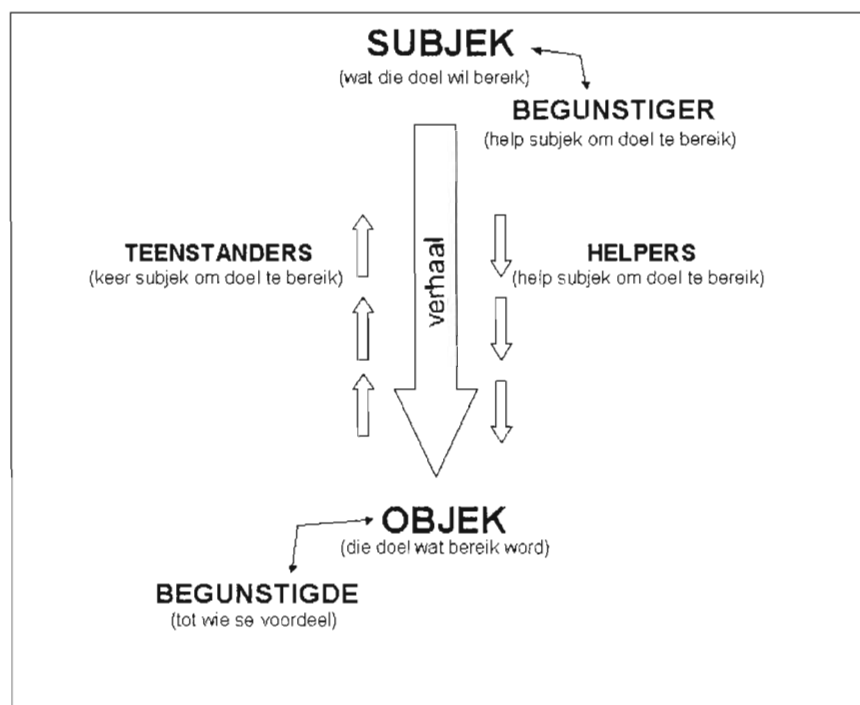 SUBJEK
(wat die doel wil bereik)
BEGUNSTIGER
(help subjek om doel te bereik)
TEENSTANDERS
(keer subjek om doel te bereik)
verhaal
HELPERS
(help subjek om doel te bereik)
OBJEK
(die doel wat bereik word)
BEGUNSTIGDE
(tot wie se voordeel)